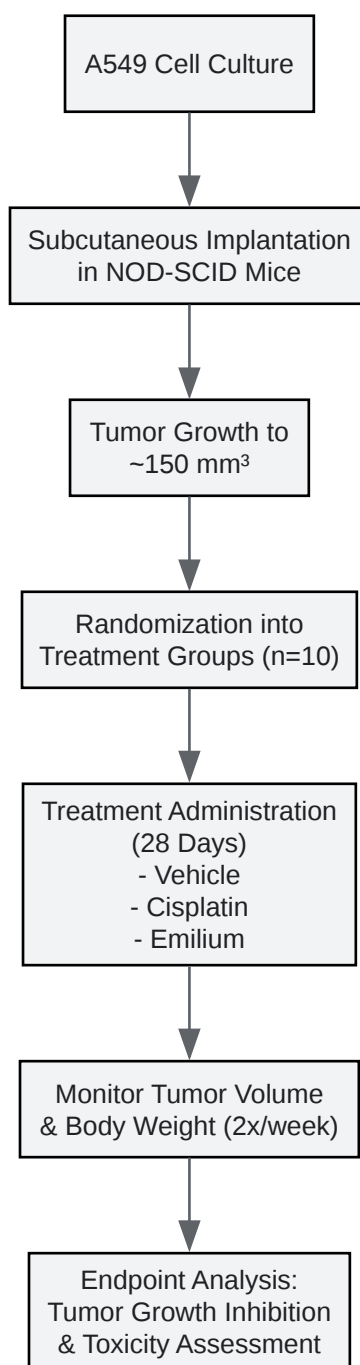 A549 Cell Culture
Subcutaneous Implantation
in NOD-SCID Mice
Tumor Growth to
~150 mm³
Randomization into
Treatment Groups (n=10)
Treatment Administration
(28 Days)
- Vehicle
- Cisplatin
- Emilium
Monitor Tumor Volume
& Body Weight (2x/week)
Endpoint Analysis:
Tumor Growth Inhibition
& Toxicity Assessment